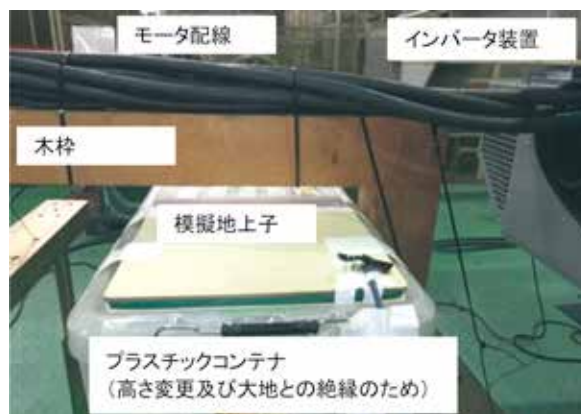 モータ配線
インバータ装置
木枠
模擬地上子
プラスチックコンテナ
（高さ変更及び大地との絶縁のため）